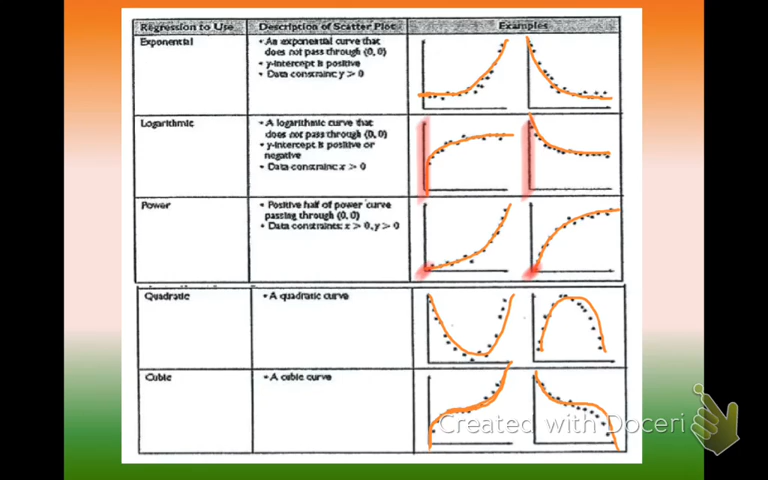 Regression to Use Description of Scatter Plot Examples
Exponential
• An exponential curve that
does not pass through (0, 0)
• y-intercept is positive
• Data constraint: y > 0
Logarithmic
• A logarithmic curve that
does not pass through (0, 0)
• y-intercept is positive or
negative
• Data constraint: x > 0
Power
• Positive half of power curve
passing through (0, 0)
• Data constraints: x > 0, y > 0
Quadratic
• A quadratic curve
Cubic
• A cubic curve
Created with Doceri